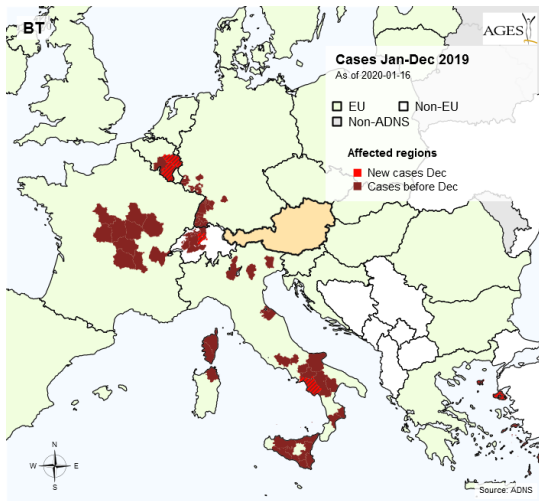 BT
AGES
Cases Jan-Dec 2019
As of 2020-01-16
EU Non-EU
Non-ADNS
Affected regions
New cases Dec
Cases before Dec
N
W E
S
Source: ADNS